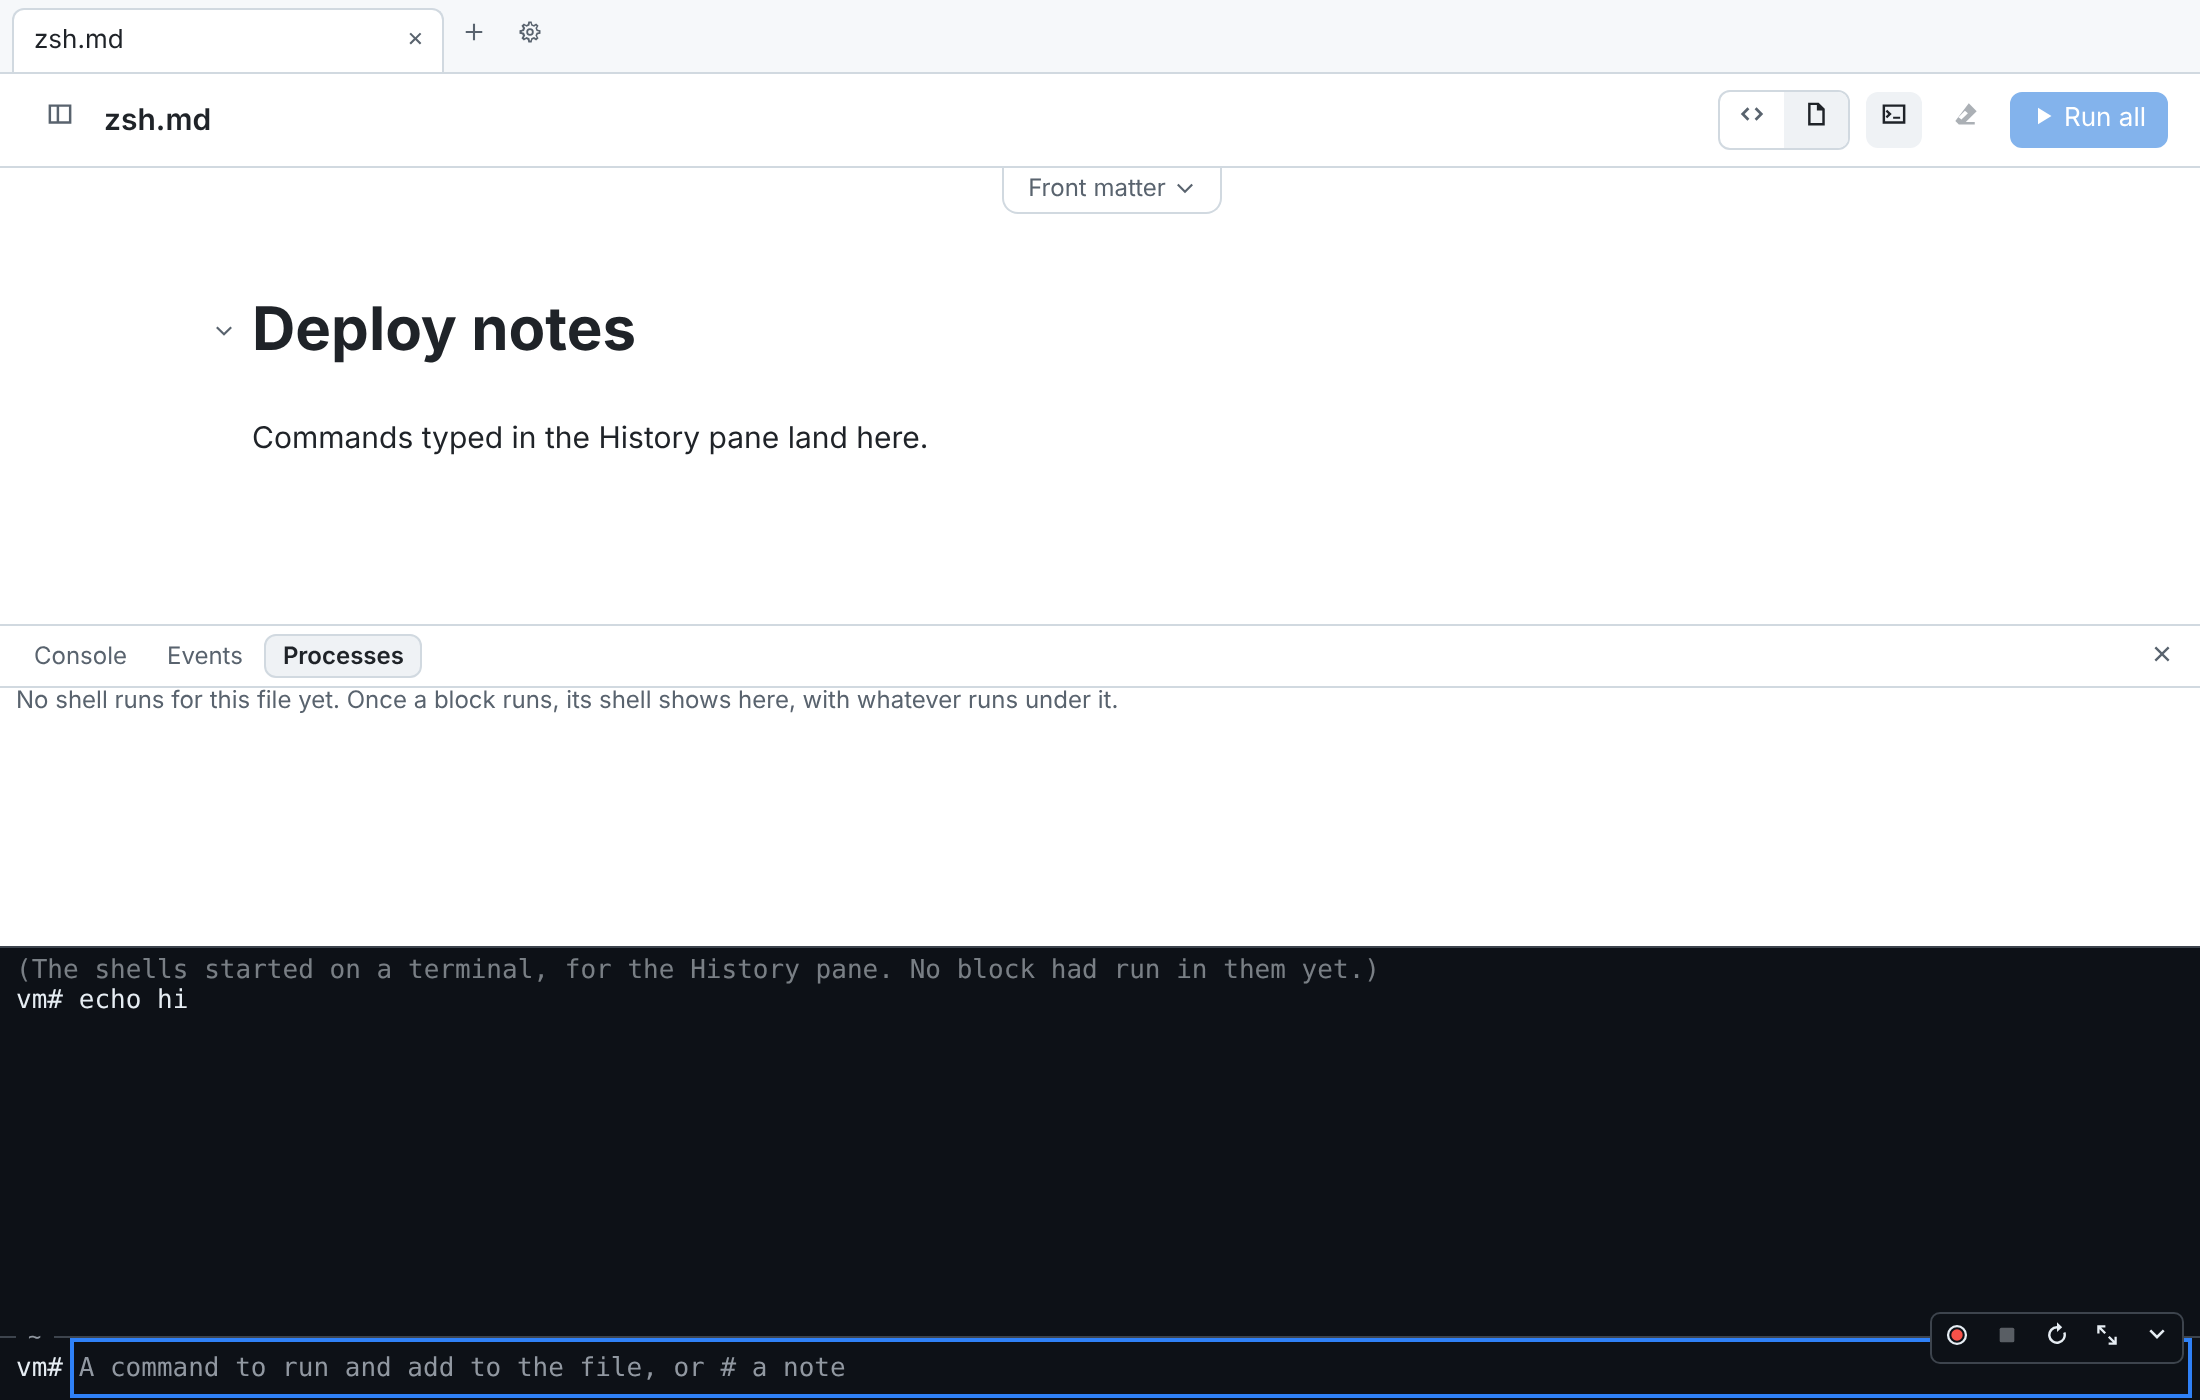 zsh.md
zsh.md
Run all
Front matter
Deploy notes
Commands typed in the History pane land here.
Console Events Processes
No shell runs for this file yet. Once a block runs, its shell shows here, with whatever runs under it.
(The shells started on a terminal, for the History pane. No block had run in them yet.)
vm# echo hi
~
vm# A command to run and add to the file, or # a note